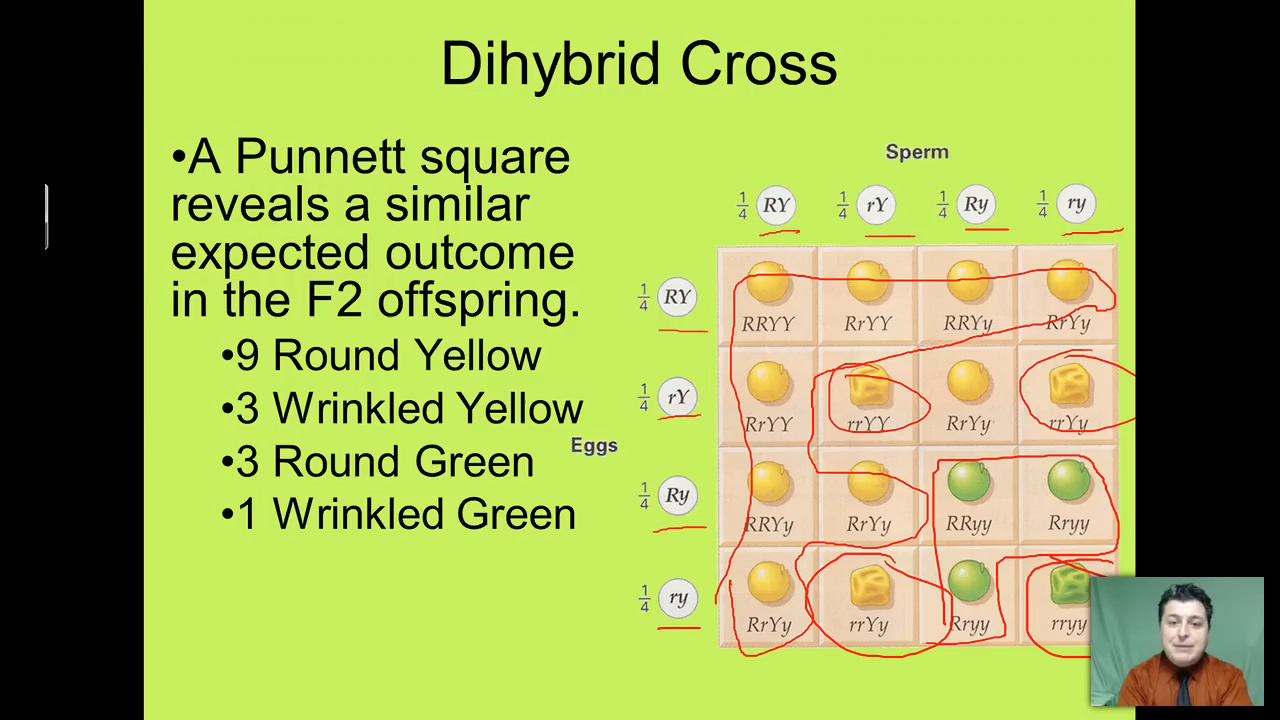 Dihybrid Cross
•A Punnett square
reveals a similar
expected outcome
in the F2 offspring.
•9 Round Yellow
•3 Wrinkled Yellow
•3 Round Green
•1 Wrinkled Green
Sperm
1/4 RY 1/4 rY 1/4 Ry 1/4 ry
Eggs
1/4 RY
RRYY RrYY RRYy RrYy
1/4 rY
RrYY rrYY RrYy rrYy
1/4 Ry
RRYy RrYy RRyy Rryy
1/4 ry
RrYy rrYy Rryy rryy